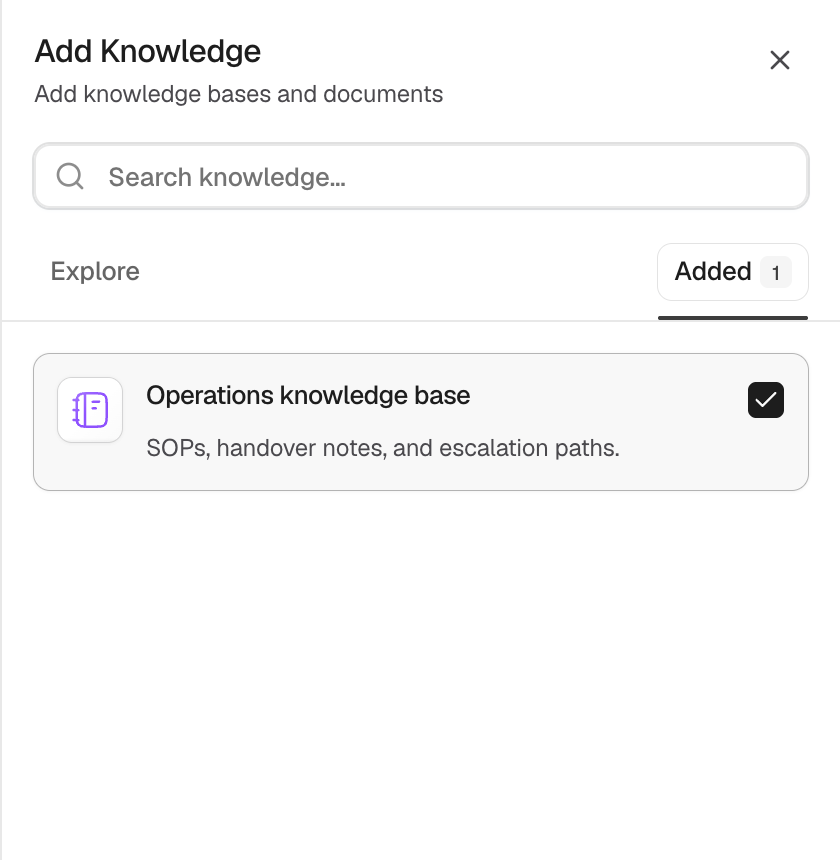 Add Knowledge
Add knowledge bases and documents
Search knowledge...
Explore
Added 1
Operations knowledge base
SOPs, handover notes, and escalation paths.